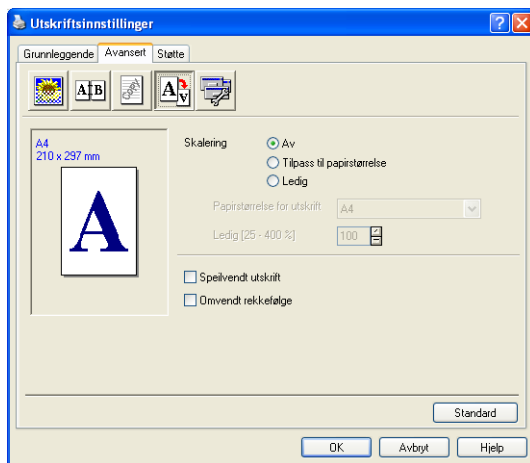 Utskriftsinnstillinger
Grunnleggende Avansert Støtte
A B Copy A A
A4
210 x 297 mm
A
Skalering Av
Tilpass til papirstørrelse
Ledig
Papirstørrelse for utskrift A4
Ledig [25 - 400 %] 100
Speilvendt utskrift
Omvendt rekkefølge
Standard
OK Avbryt Hjelp